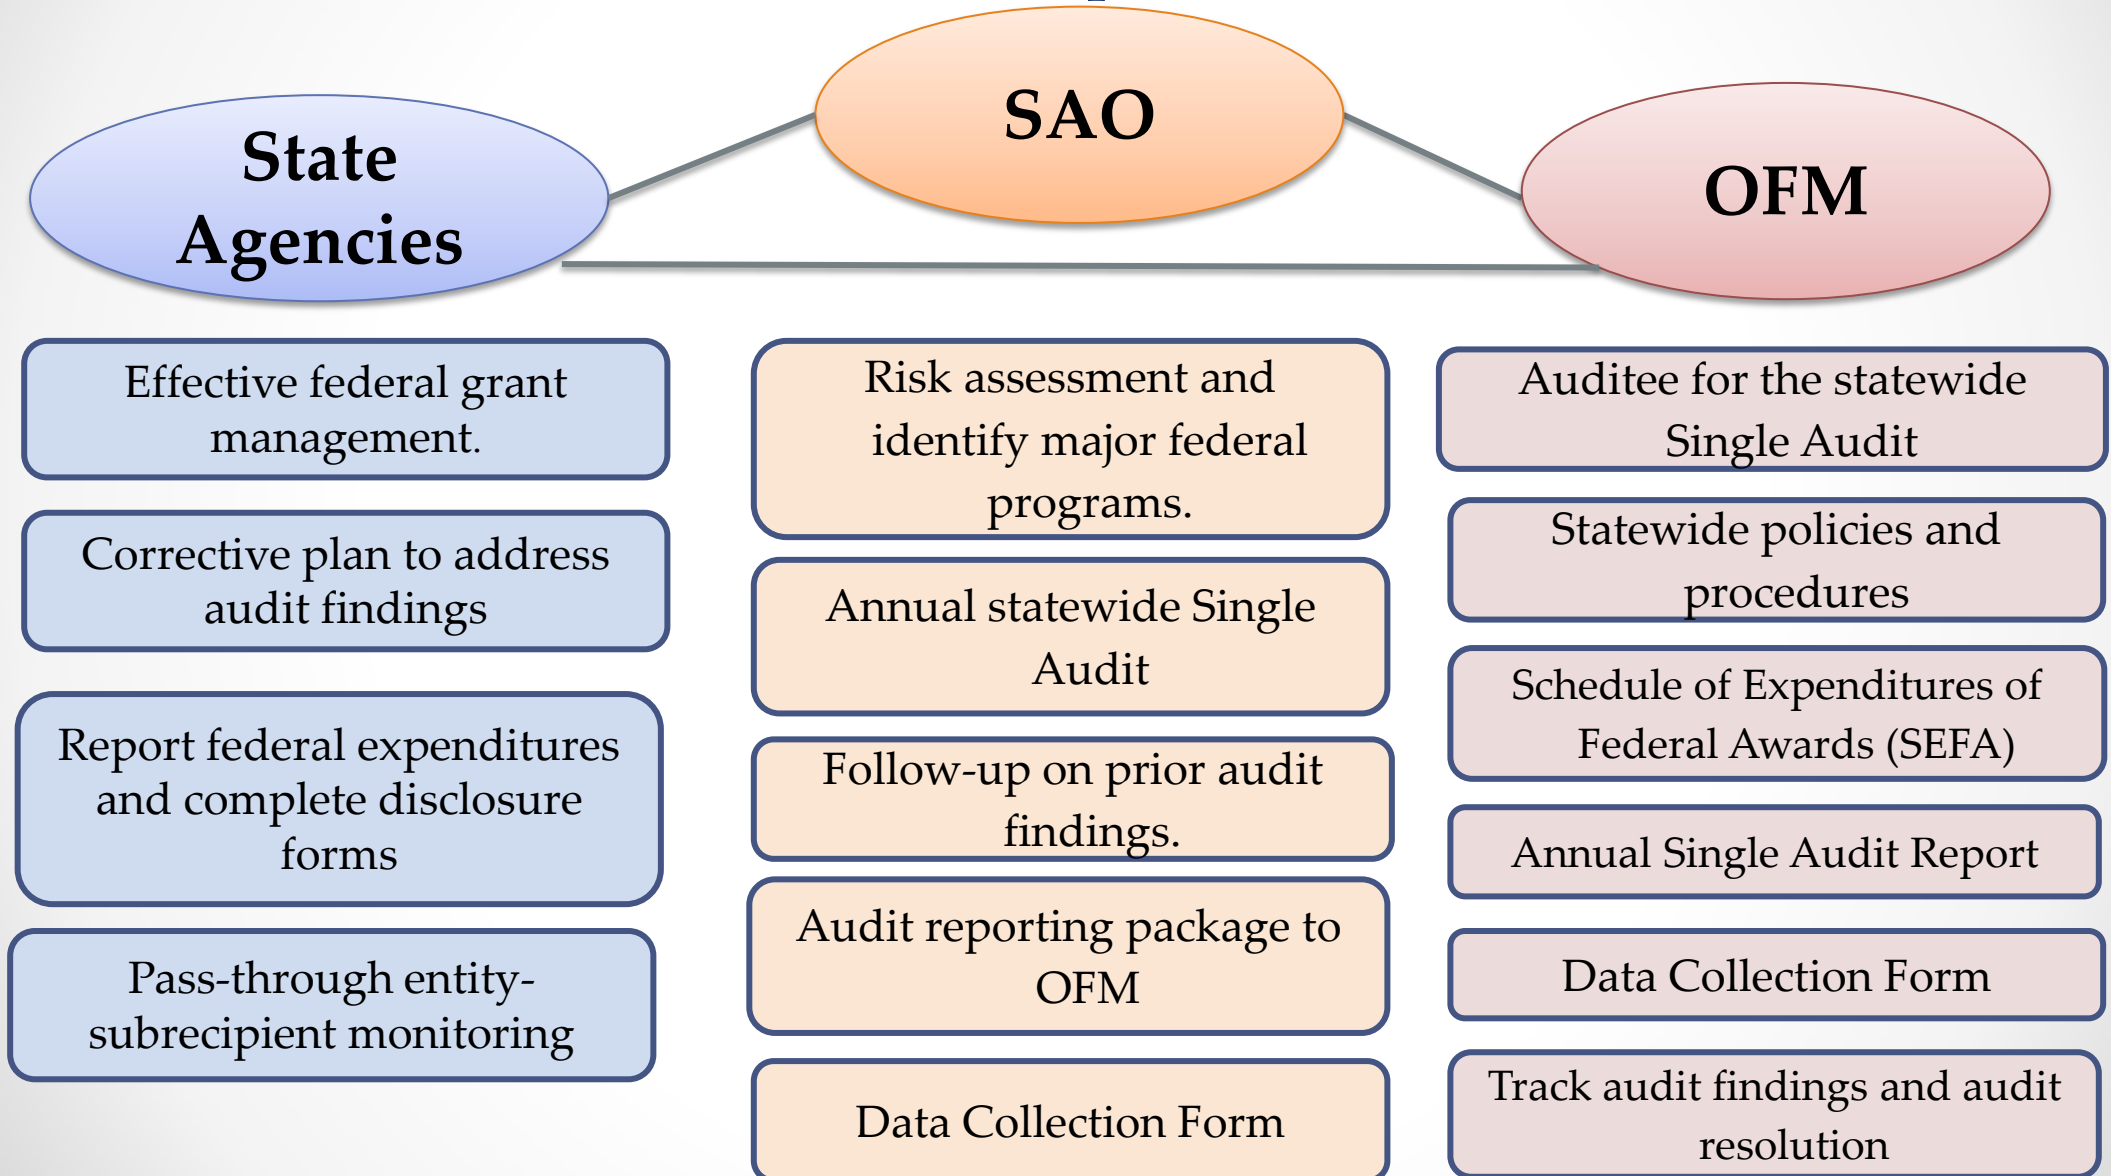 State
Agencies
SAO
OFM
Effective federal grant
management.
Corrective plan to address
audit findings
Report federal expenditures
and complete disclosure
forms
Pass-through entity-
subrecipient monitoring
Risk assessment and
identify major federal
programs.
Annual statewide Single
Audit
Follow-up on prior audit
findings.
Audit reporting package to
OFM
Data Collection Form
Auditee for the statewide
Single Audit
Statewide policies and
procedures
Schedule of Expenditures of
Federal Awards (SEFA)
Annual Single Audit Report
Data Collection Form
Track audit findings and audit
resolution